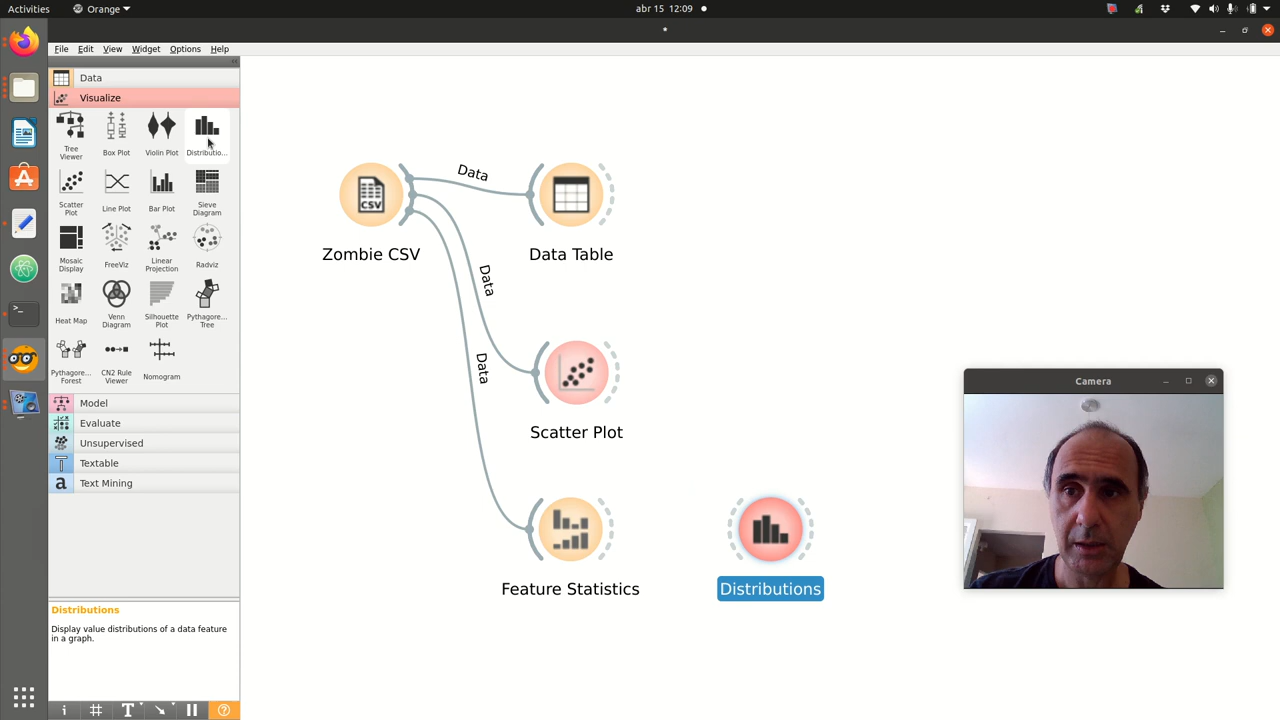 Activities
Orange
abr 15 12:09
*
File Edit View Widget Options Help
Data
Visualize
Tree Viewer
Box Plot
Violin Plot
Distributio...
Scatter Plot
Line Plot
Bar Plot
Sieve Diagram
Mosaic Display
FreeViz
Linear Projection
Radviz
Heat Map
Venn Diagram
Silhouette Plot
Pythagore... Tree
Pythagore... Forest
CN2 Rule Viewer
Nomogram
Model
Evaluate
Unsupervised
Textable
Text Mining
Distributions
Display value distributions of a data feature
in a graph.
CSV
Zombie CSV
Data
Data Table
Data
Scatter Plot
Data
Feature Statistics
Distributions
Camera